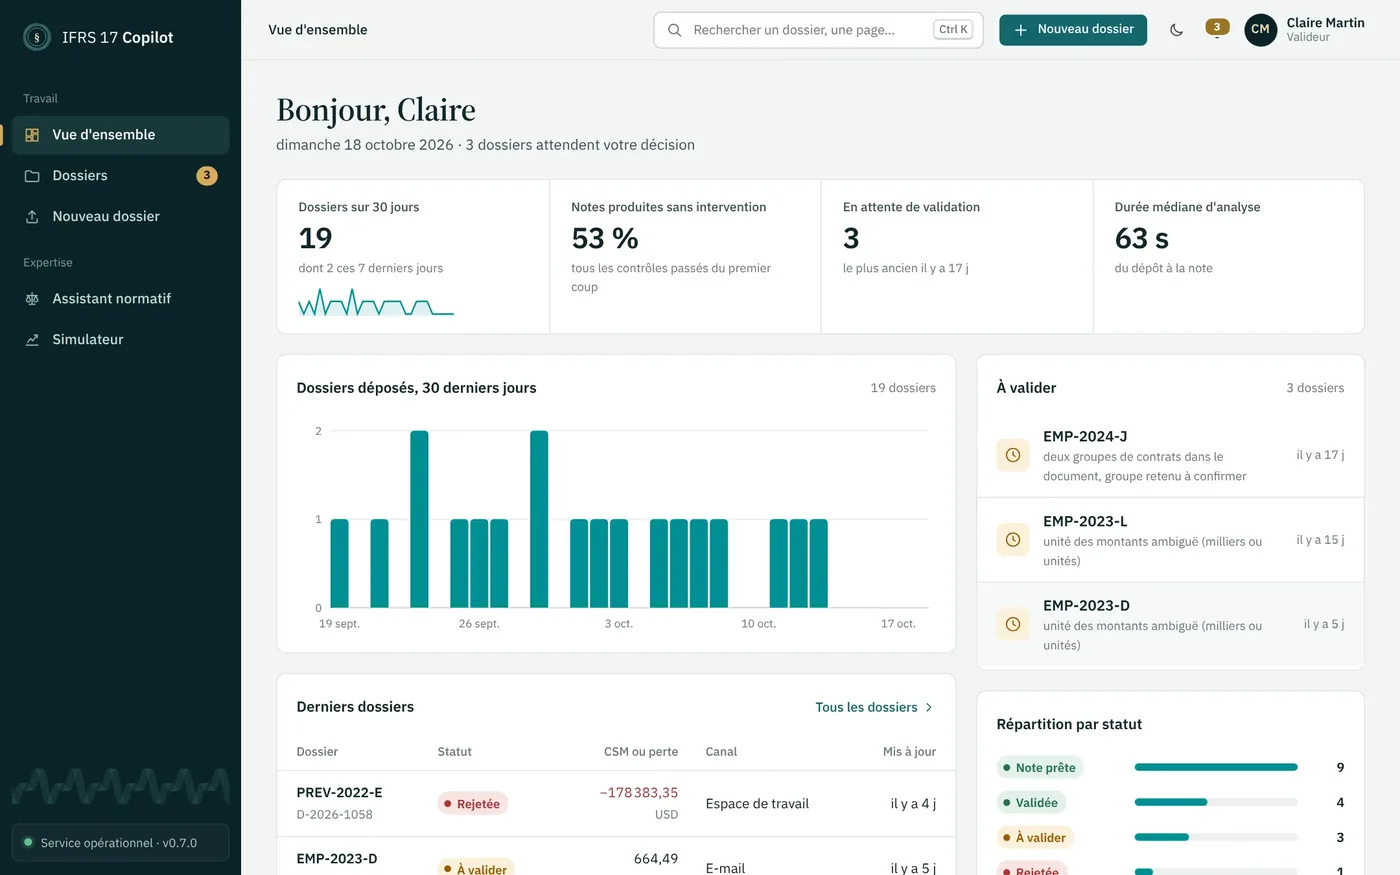 § IFRS 17 Copilot
Travail
Vue d'ensemble
Dossiers 3
Nouveau dossier
Expertise
Assistant normatif
Simulateur
Service opérationnel · v0.7.0
Vue d'ensemble
Rechercher un dossier, une page... Ctrl K
Nouveau dossier
3
CM
Claire Martin
Valideur
Bonjour, Claire
dimanche 18 octobre 2026 · 3 dossiers attendent votre décision
Dossiers sur 30 jours
19
dont 2 ces 7 derniers jours
Notes produites sans intervention
53 %
tous les contrôles passés du premier
coup
En attente de validation
3
le plus ancien il y a 17 j
Durée médiane d'analyse
63 s
du dépôt à la note
Dossiers déposés, 30 derniers jours
19 dossiers
2
1
0
19 sept. 26 sept. 3 oct. 10 oct. 17 oct.
À valider
3 dossiers
EMP-2024-J
deux groupes de contrats dans le
document, groupe retenu à confirmer
il y a 17 j
EMP-2023-L
unité des montants ambiguë (milliers ou
unités)
il y a 15 j
EMP-2023-D
unité des montants ambiguë (milliers ou
unités)
il y a 5 j
Derniers dossiers
Tous les dossiers
Dossier Statut CSM ou perte Canal Mis à jour
PREV-2022-E
D-2026-1058
Rejetée
−178 383,35
USD
Espace de travail
il y a 4 j
EMP-2023-D
À valider
664,49
E-mail
il y a 5 j
Répartition par statut
Note prête 9
Validée 4
À valider 3
Rejetée 1